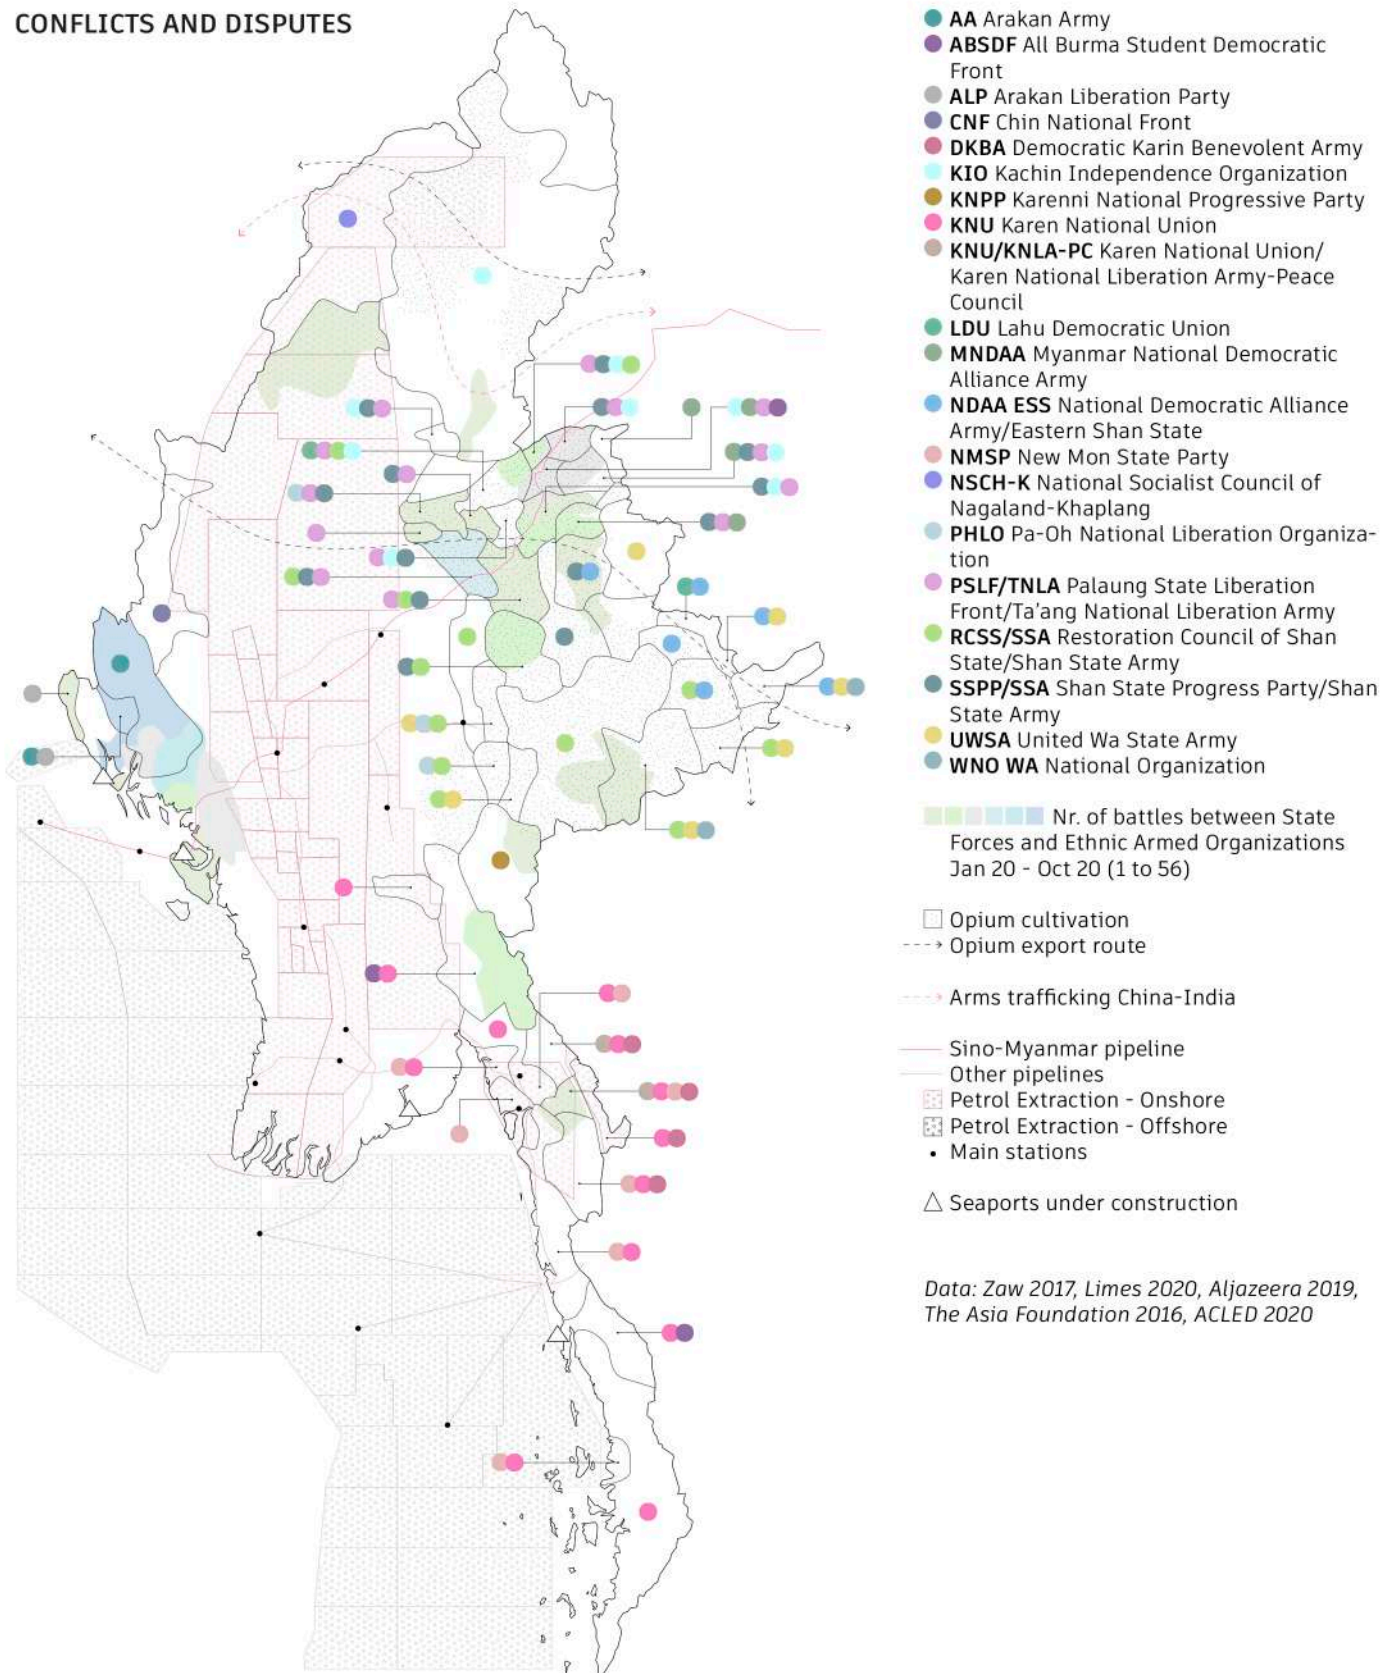 CONFLICTS AND DISPUTES
AA Arakan Army
ABSDF All Burma Student Democratic
Front
ALP Arakan Liberation Party
CNF Chin National Front
DKBA Democratic Karin Benevolent Army
KIO Kachin Independence Organization
KNPP Karenni National Progressive Party
KNU Karen National Union
KNU/KNLA-PC Karen National Union/
Karen National Liberation Army-Peace
Council
LDU Lahu Democratic Union
MNDAA Myanmar National Democratic
Alliance Army
NDAA ESS National Democratic Alliance
Army/Eastern Shan State
NMSP New Mon State Party
NSCH-K National Socialist Council of
Nagaland-Khaplang
PHLO Pa-Oh National Liberation Organiza-
tion
PSLF/TNLA Palaung State Liberation
Front/Ta'ang National Liberation Army
RCSS/SSA Restoration Council of Shan
State/Shan State Army
SSPP/SSA Shan State Progress Party/Shan
State Army
UWSA United Wa State Army
WNO WA National Organization
Nr. of battles between State
Forces and Ethnic Armed Organizations
Jan 20 - Oct 20 (1 to 56)
Opium cultivation
Opium export route
Arms trafficking China-India
Sino-Myanmar pipeline
Other pipelines
Petrol Extraction - Onshore
Petrol Extraction - Offshore
Main stations
Seaports under construction
Data: Zaw 2017, Limes 2020, Aljazeera 2019,
The Asia Foundation 2016, ACLED 2020